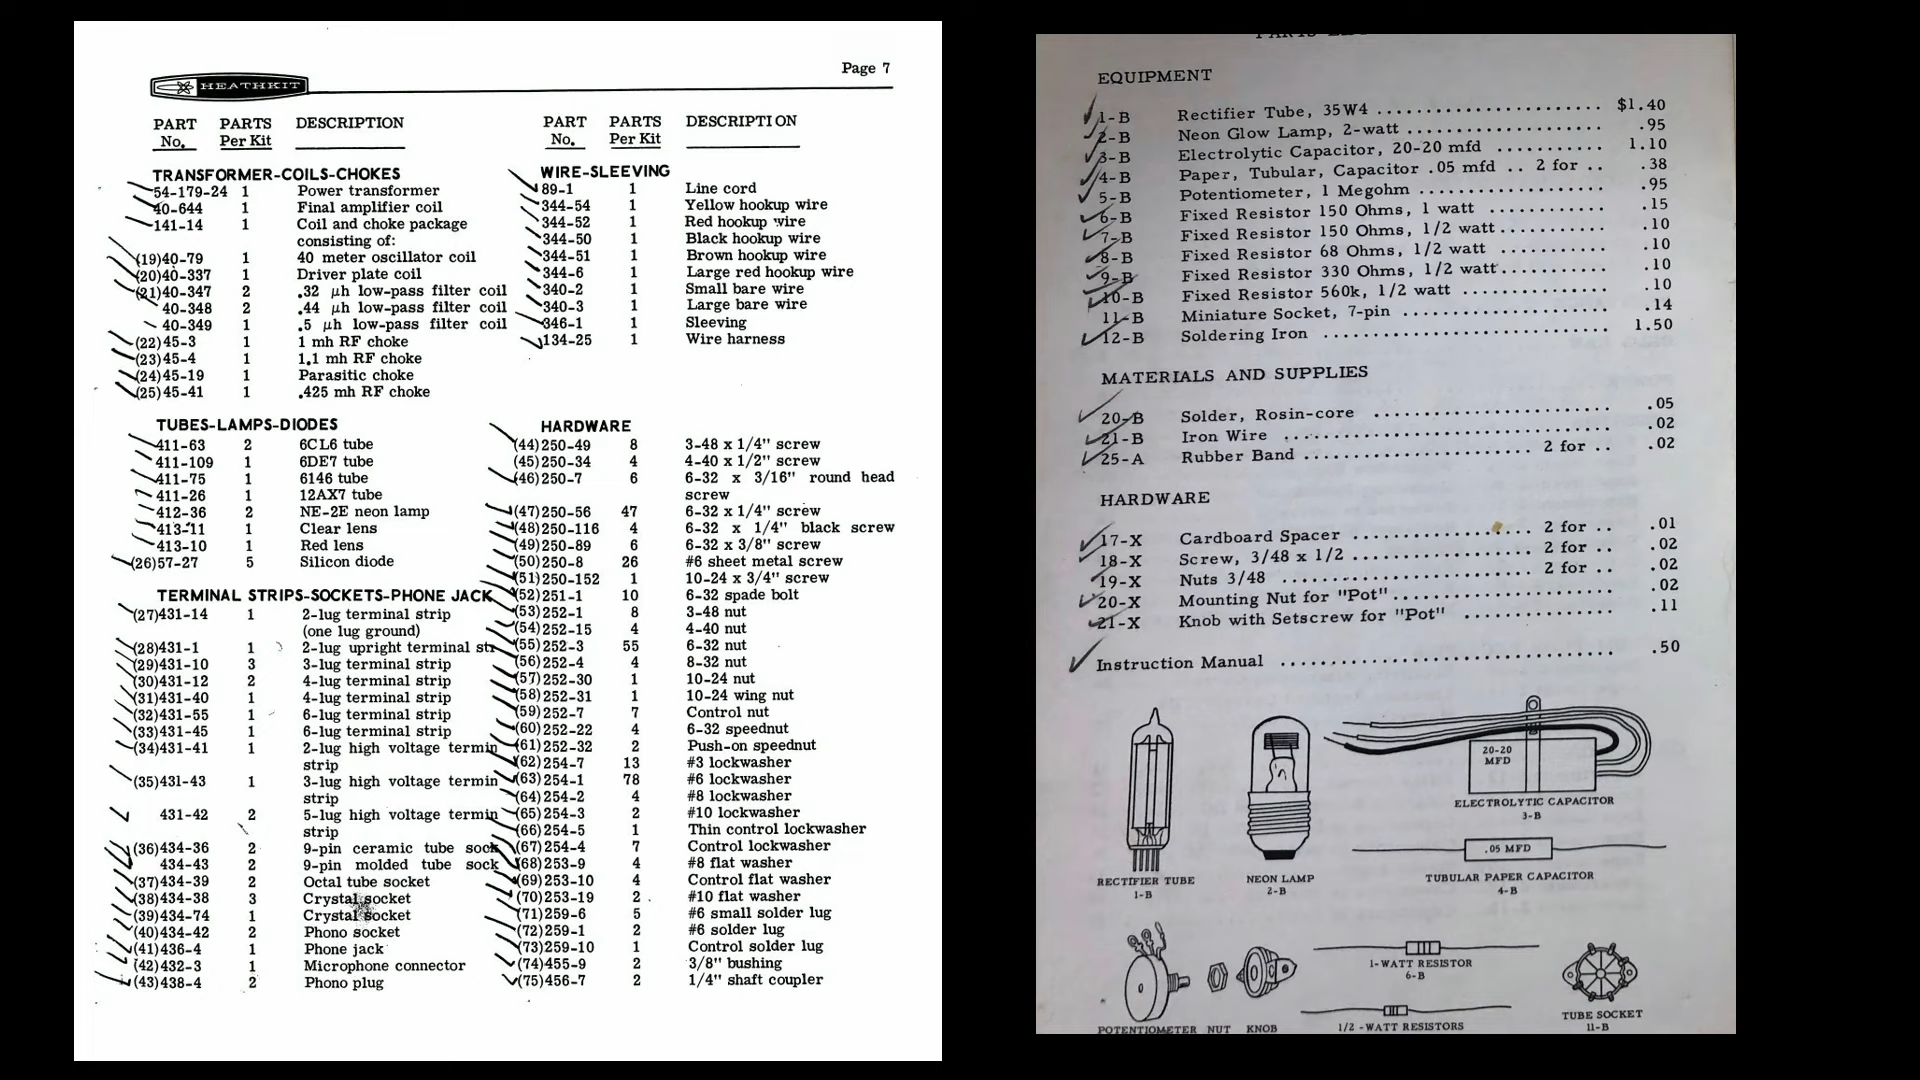 Page 7
HEATHKIT
PART PARTS DESCRIPTION
No. Per Kit
TRANSFORMER-COILS-CHOKES
54-179-24 1 Power transformer
40-644 1 Final amplifier coil
141-14 1 Coil and choke package
consisting of:
(19)40-79 1 40 meter oscillator coil
(20)40-337 1 Driver plate coil
(21)40-347 2 .32 μh low-pass filter coil
40-348 2 .44 μh low-pass filter coil
40-349 1 .5 μh low-pass filter coil
(22)45-3 1 1 mh RF choke
(23)45-4 1 1.1 mh RF choke
(24)45-19 1 Parasitic choke
(25)45-41 1 .425 mh RF choke
TUBES-LAMPS-DIODES
411-63 2 6CL6 tube
411-109 1 6DE7 tube
411-75 1 6146 tube
411-26 1 12AX7 tube
412-36 2 NE-2E neon lamp
413-11 1 Clear lens
413-10 1 Red lens
(26)57-27 5 Silicon diode
TERMINAL STRIPS-SOCKETS-PHONE JACK
(27)431-14 1 2-lug terminal strip
(one lug ground)
(28)431-1 1 2-lug upright terminal str
(29)431-10 3 3-lug terminal strip
(30)431-12 2 4-lug terminal strip
(31)431-40 1 4-lug terminal strip
(32)431-55 1 6-lug terminal strip
(33)431-45 1 6-lug terminal strip
(34)431-41 1 2-lug high voltage termin
strip
(35)431-43 1 3-lug high voltage termin
strip
431-42 2 5-lug high voltage termin
strip
(36)434-36 2 9-pin ceramic tube sock
434-43 2 9-pin molded tube sock
(37)434-39 2 Octal tube socket
(38)434-38 3 Crystal socket
(39)434-74 1 Crystal socket
(40)434-42 2 Phono socket
(41)436-4 1 Phone jack
(42)432-3 1 Microphone connector
(43)438-4 2 Phono plug
PART PARTS DESCRIPTION
No. Per Kit
WIRE-SLEEVING
89-1 1 Line cord
344-54 1 Yellow hookup wire
344-52 1 Red hookup wire
344-50 1 Black hookup wire
344-51 1 Brown hookup wire
344-6 1 Large red hookup wire
340-2 1 Small bare wire
340-3 1 Large bare wire
346-1 1 Sleeving
134-25 1 Wire harness
HARDWARE
(44)250-49 8 3-48 x 1/4" screw
(45)250-34 4 4-40 x 1/2" screw
(46)250-7 6 6-32 x 3/16" round head
screw
(47)250-56 47 6-32 x 1/4" screw
(48)250-116 4 6-32 x 1/4" black screw
(49)250-89 6 6-32 x 3/8" screw
(50)250-8 26 #6 sheet metal screw
(51)250-152 1 10-24 x 3/4" screw
(52)251-1 10 6-32 spade bolt
(53)252-1 8 3-48 nut
(54)252-15 4 4-40 nut
(55)252-3 55 6-32 nut
(56)252-4 4 8-32 nut
(57)252-30 1 10-24 nut
(58)252-31 1 10-24 wing nut
(59)252-7 7 Control nut
(60)252-22 4 6-32 speednut
(61)252-32 2 Push-on speednut
(62)254-7 13 #3 lockwasher
(63)254-1 78 #6 lockwasher
(64)254-2 4 #8 lockwasher
(65)254-3 2 #10 lockwasher
(66)254-5 1 Thin control lockwasher
(67)254-4 7 Control lockwasher
(68)253-9 4 #8 flat washer
(69)253-10 4 Control flat washer
(70)253-19 2 #10 flat washer
(71)259-6 5 #6 small solder lug
(72)259-1 2 #6 solder lug
(73)259-10 1 Control solder lug
(74)455-9 2 3/8" bushing
(75)456-7 2 1/4" shaft coupler
EQUIPMENT
1-B Rectifier Tube, 35W4 ........................ $1.40
2-B Neon Glow Lamp, 2-watt ..................... .95
3-B Electrolytic Capacitor, 20-20 mfd ........... 1.10
4-B Paper, Tubular, Capacitor .05 mfd .. 2 for .. .38
5-B Potentiometer, 1 Megohm .................... .95
6-B Fixed Resistor 150 Ohms, 1 watt ............ .15
7-B Fixed Resistor 150 Ohms, 1/2 watt............ .10
8-B Fixed Resistor 68 Ohms, 1/2 watt ............ .10
9-B Fixed Resistor 330 Ohms, 1/2 watt........... .10
10-B Fixed Resistor 560k, 1/2 watt ............... .10
11-B Miniature Socket, 7-pin ...................... .14
12-B Soldering Iron .............................. 1.50
MATERIALS AND SUPPLIES
20-B Solder, Rosin-core ......................... .05
21-B Iron Wire ................................... .02
25-A Rubber Band ........................ 2 for .. .02
HARDWARE
17-X Cardboard Spacer ................... 2 for .. .01
18-X Screw, 3/48 x 1/2 ................... 2 for .. .02
19-X Nuts 3/48 .......................... 2 for .. .02
20-X Mounting Nut for "Pot"....................... .02
21-X Knob with Setscrew for "Pot" ............... .11
Instruction Manual .................................. .50
20-20
MFD
ELECTROLYTIC CAPACITOR
3-B
.05 MFD
RECTIFIER TUBE
1-B
NEON LAMP
2-B
TUBULAR PAPER CAPACITOR
4-B
1-WATT RESISTOR
6-B
TUBE SOCKET
11-B
POTENTIOMETER NUT KNOB
1/2 -WATT RESISTORS